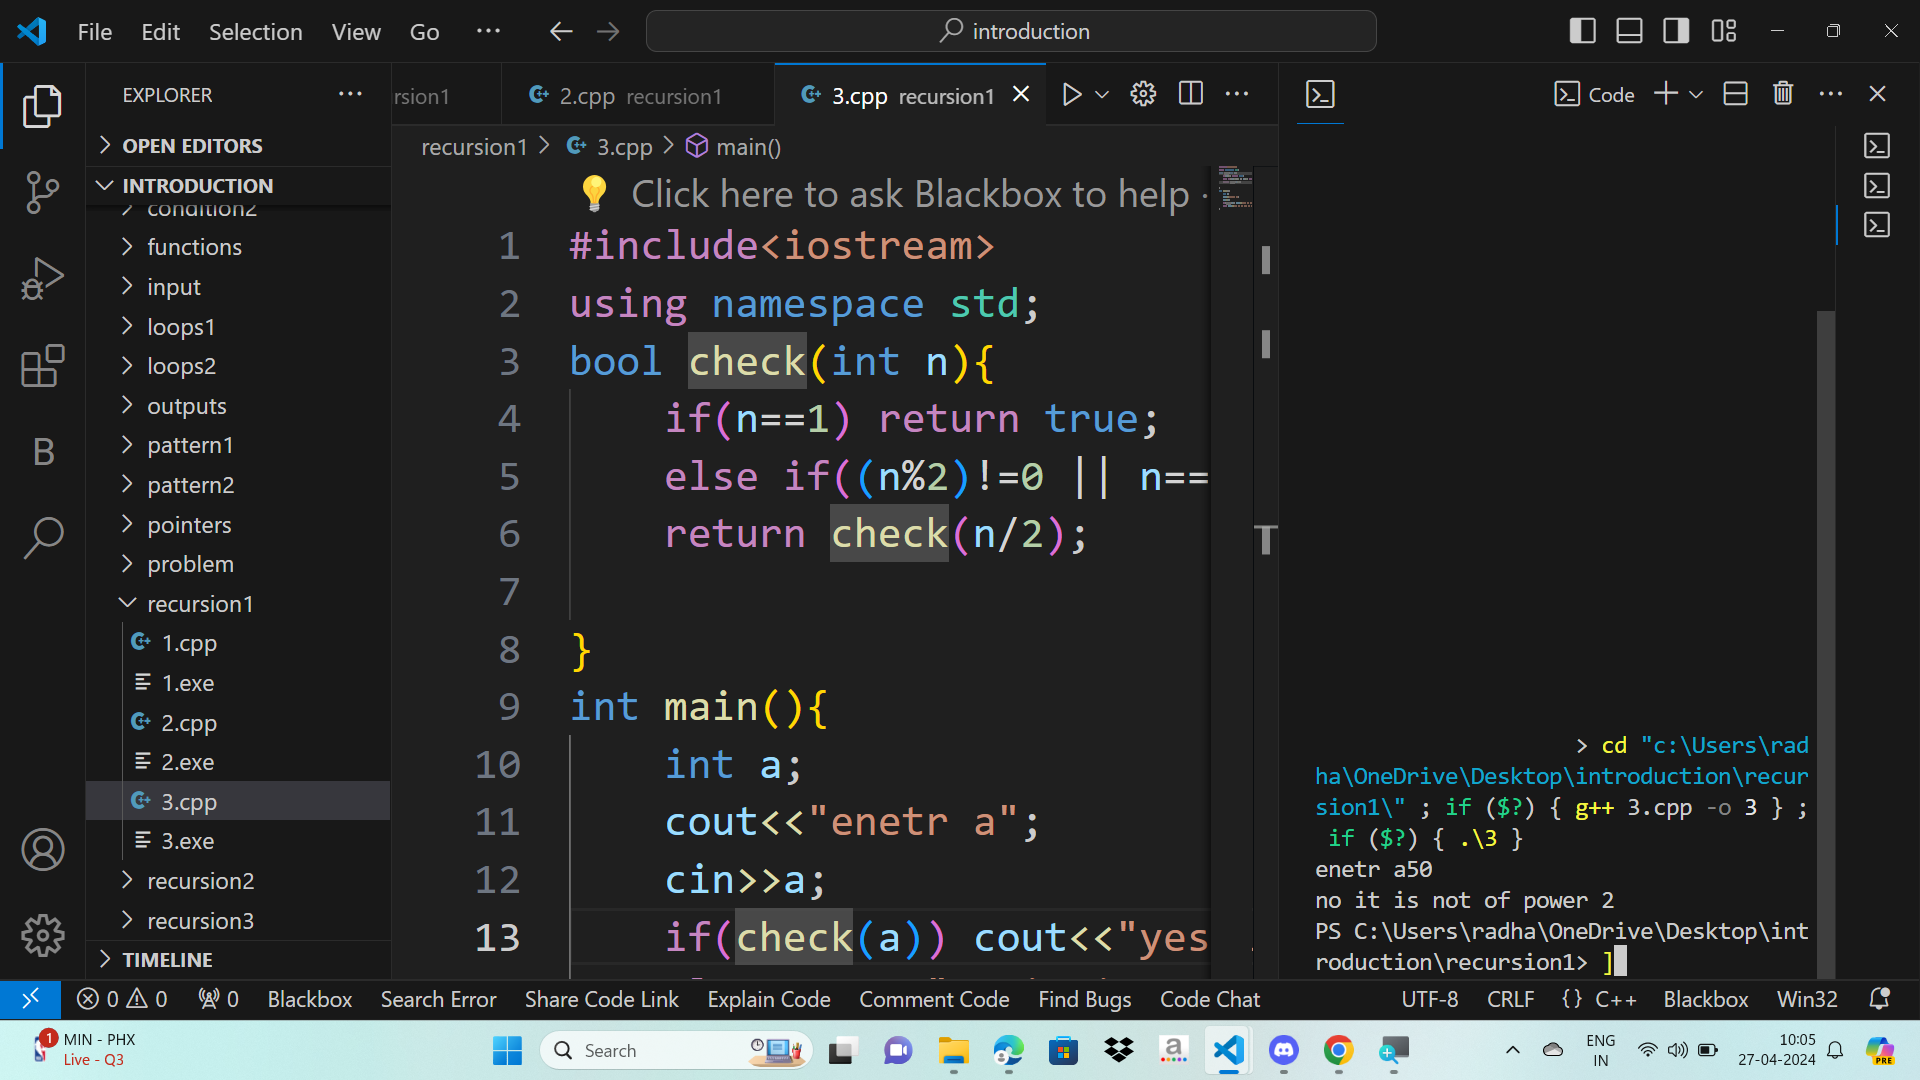 File Edit Selection View Go ··· introduction
EXPLORER ···
OPEN EDITORS
INTRODUCTION
condition2
functions
input
loops1
loops2
outputs
pattern1
pattern2
pointers
problem
recursion1
1.cpp
1.exe
2.cpp
2.exe
3.cpp
3.exe
recursion2
recursion3
TIMELINE
rsion1 2.cpp recursion1 3.cpp recursion1
recursion1 > 3.cpp > main()
Click here to ask Blackbox to help
1 #include<iostream>
2 using namespace std;
3 bool check(int n){
4 if(n==1) return true;
5 else if((n%2)!=0 || n==
6 return check(n/2);
7
8 }
9 int main(){
10 int a;
11 cout<<"enetr a";
12 cin>>a;
13 if(check(a)) cout<<"yes
Code
> cd "c:\Users\rad
ha\OneDrive\Desktop\introduction\recur
sion1\" ; if ($?) { g++ 3.cpp -o 3 } ;
if ($?) { .\3 }
enetr a50
no it is not of power 2
PS C:\Users\radha\OneDrive\Desktop\int
roduction\recursion1> ]
0 0 0 Blackbox Search Error Share Code Link Explain Code Comment Code Find Bugs Code Chat UTF-8 CRLF {} C++ Blackbox Win32
1 MIN - PHX
Live - Q3
Search
ENG
IN
10:05
27-04-2024
PRE